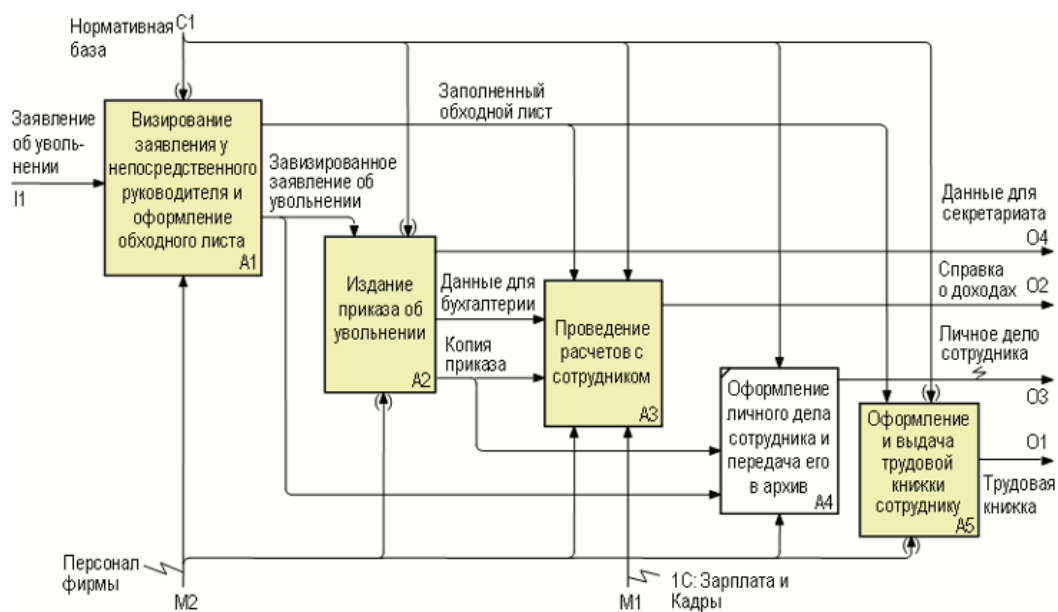 Нормативная
база
C1
Заявление
об уволь-
нении
I1
Визирование
заявления у
непосредственного
руководителя и
оформление
обходного листа
A1
Заполненный
обходной лист
Завизированное
заявление об
увольнении
Данные для
секретариата
O4
Издание
приказа об
увольнении
A2
Данные для
бухгалтерии
Копия
приказа
Проведение
расчетов с
сотрудником
A3
Справка
о доходах
O2
Личное дело
сотрудника
O3
Оформление
личного дела
сотрудника и
передача его
в архив
A4
Оформление
и выдача
трудовой
книжки
сотруднику
A5
O1
Трудовая
книжка
Персонал
фирмы
M2
M1
1С: Зарплата и
Кадры